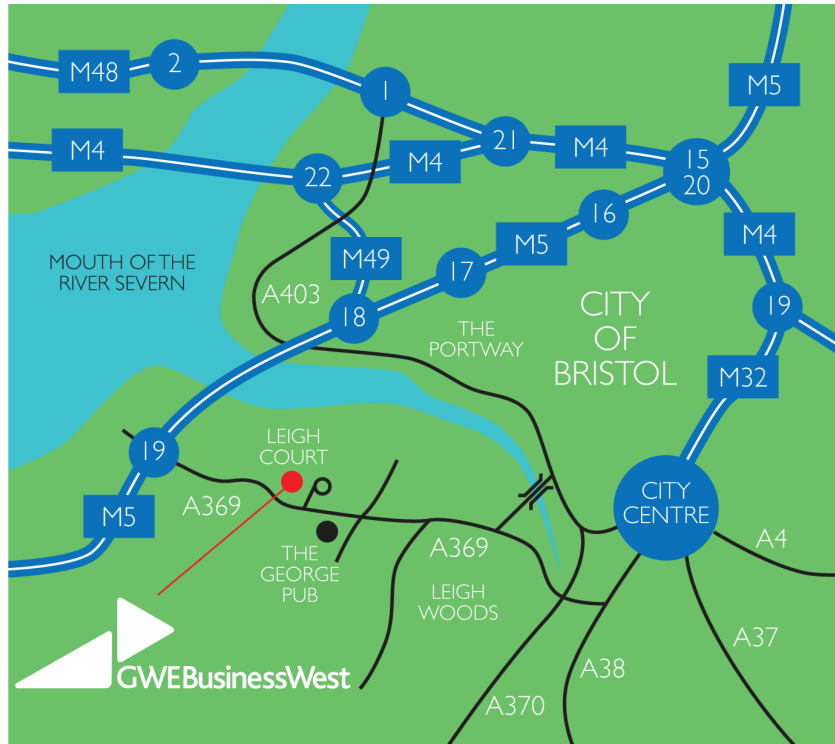 M48
2
1
M5
M4
22
M4
21
M4
15
20
16
M5
17
M49
18
M4
19
MOUTH OF THE
RIVER SEVERN
A403
THE
PORTWAY
CITY
OF
BRISTOL
M32
19
LEIGH
COURT
A369
M5
CITY
CENTRE
THE
GEORGE
PUB
A369
LEIGH
WOODS
A4
A37
A38
A370
GWEBusinessWest